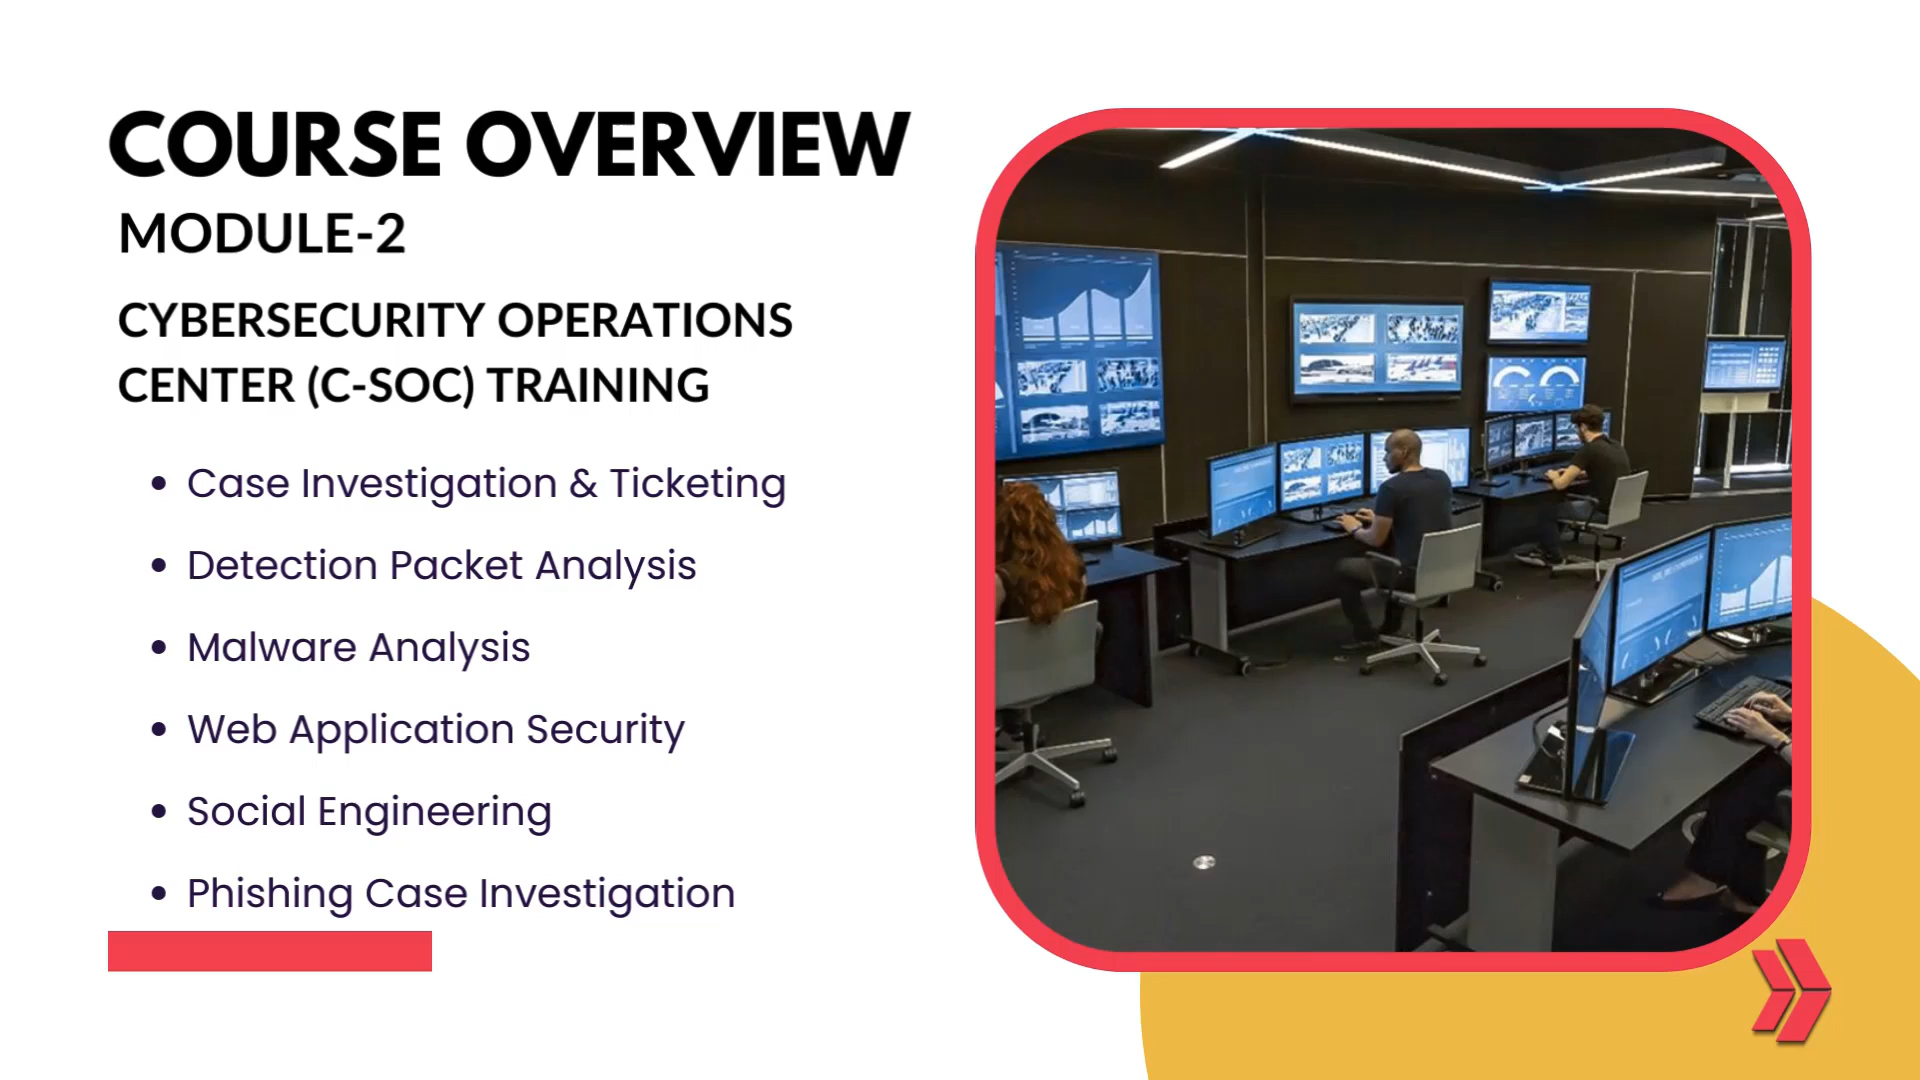 COURSE OVERVIEW
MODULE-2
CYBERSECURITY OPERATIONS
CENTER (C-SOC) TRAINING
• Case Investigation & Ticketing
• Detection Packet Analysis
• Malware Analysis
• Web Application Security
• Social Engineering
• Phishing Case Investigation